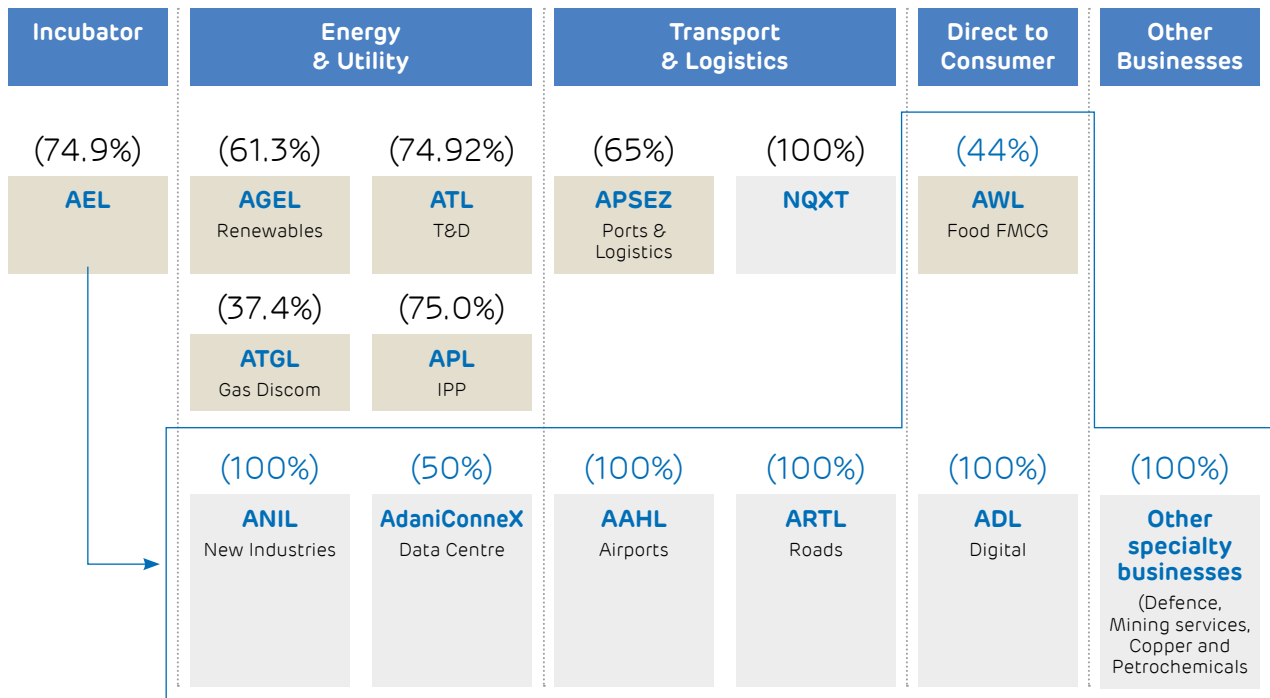 Incubator
Energy
& Utility
Transport
& Logistics
Direct to
Consumer
Other
Businesses
(74.9%)
AEL
(61.3%)
AGEL
Renewables
(74.92%)
ATL
T&D
(65%)
APSEZ
Ports &
Logistics
(100%)
NQXT
(44%)
AWL
Food FMCG
(37.4%)
ATGL
Gas Discom
(75.0%)
APL
IPP
(100%)
ANIL
New Industries
(50%)
AdaniConneX
Data Centre
(100%)
AAHL
Airports
(100%)
ARTL
Roads
(100%)
ADL
Digital
(100%)
Other
specialty
businesses
(Defence,
Mining services,
Copper and
Petrochemicals